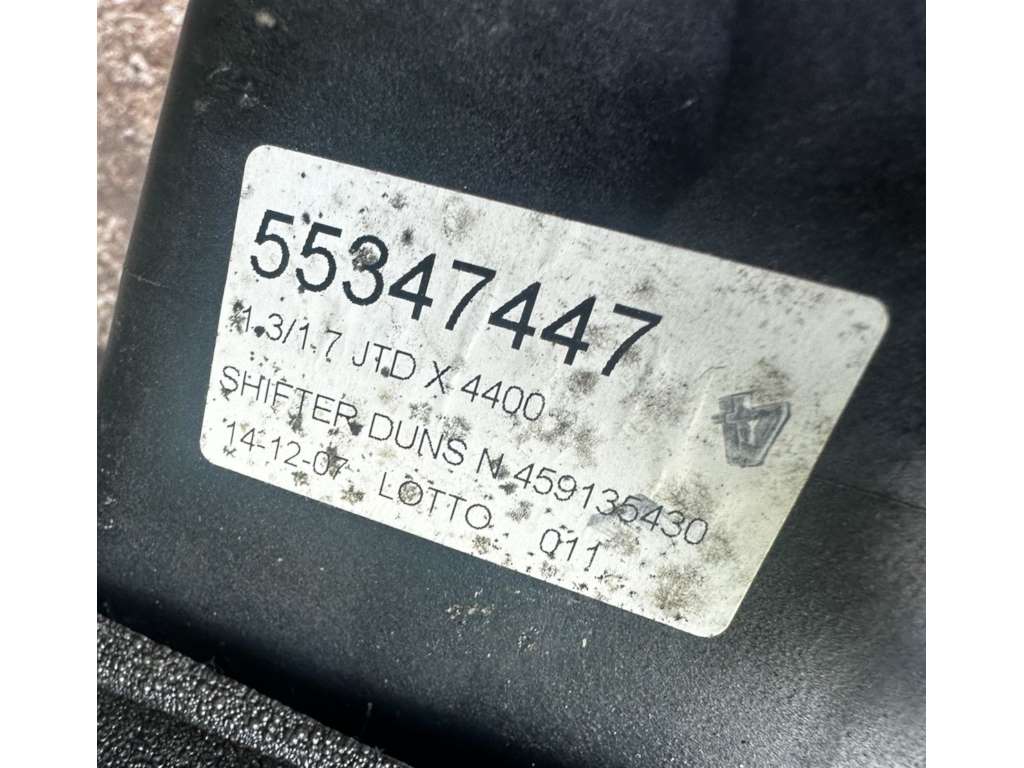 55347447
1.3/1.7 JTD X 4400
SHIFTER DUNS N 459135430
14-12-07 LOTTO 011